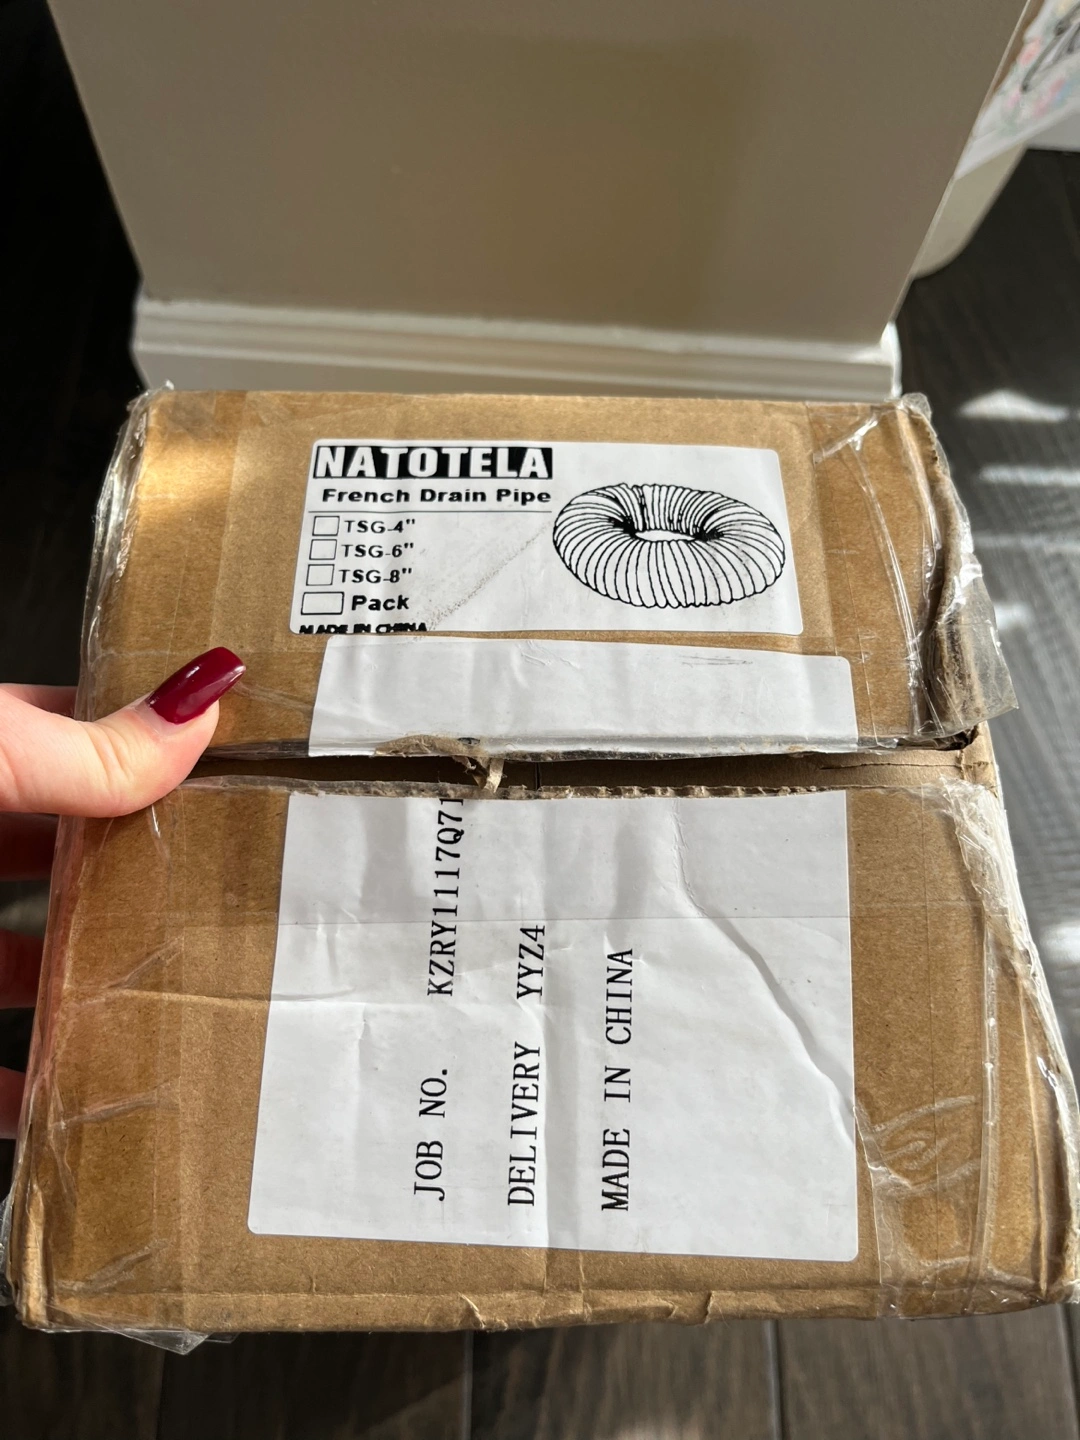 NATOTELA
French Drain Pipe
TSG-4"
TSG-6"
TSG-8"
Pack
MADE IN CHINA
JOB NO. KZRY1117Q71
DELIVERY YYZ4
MADE IN CHINA